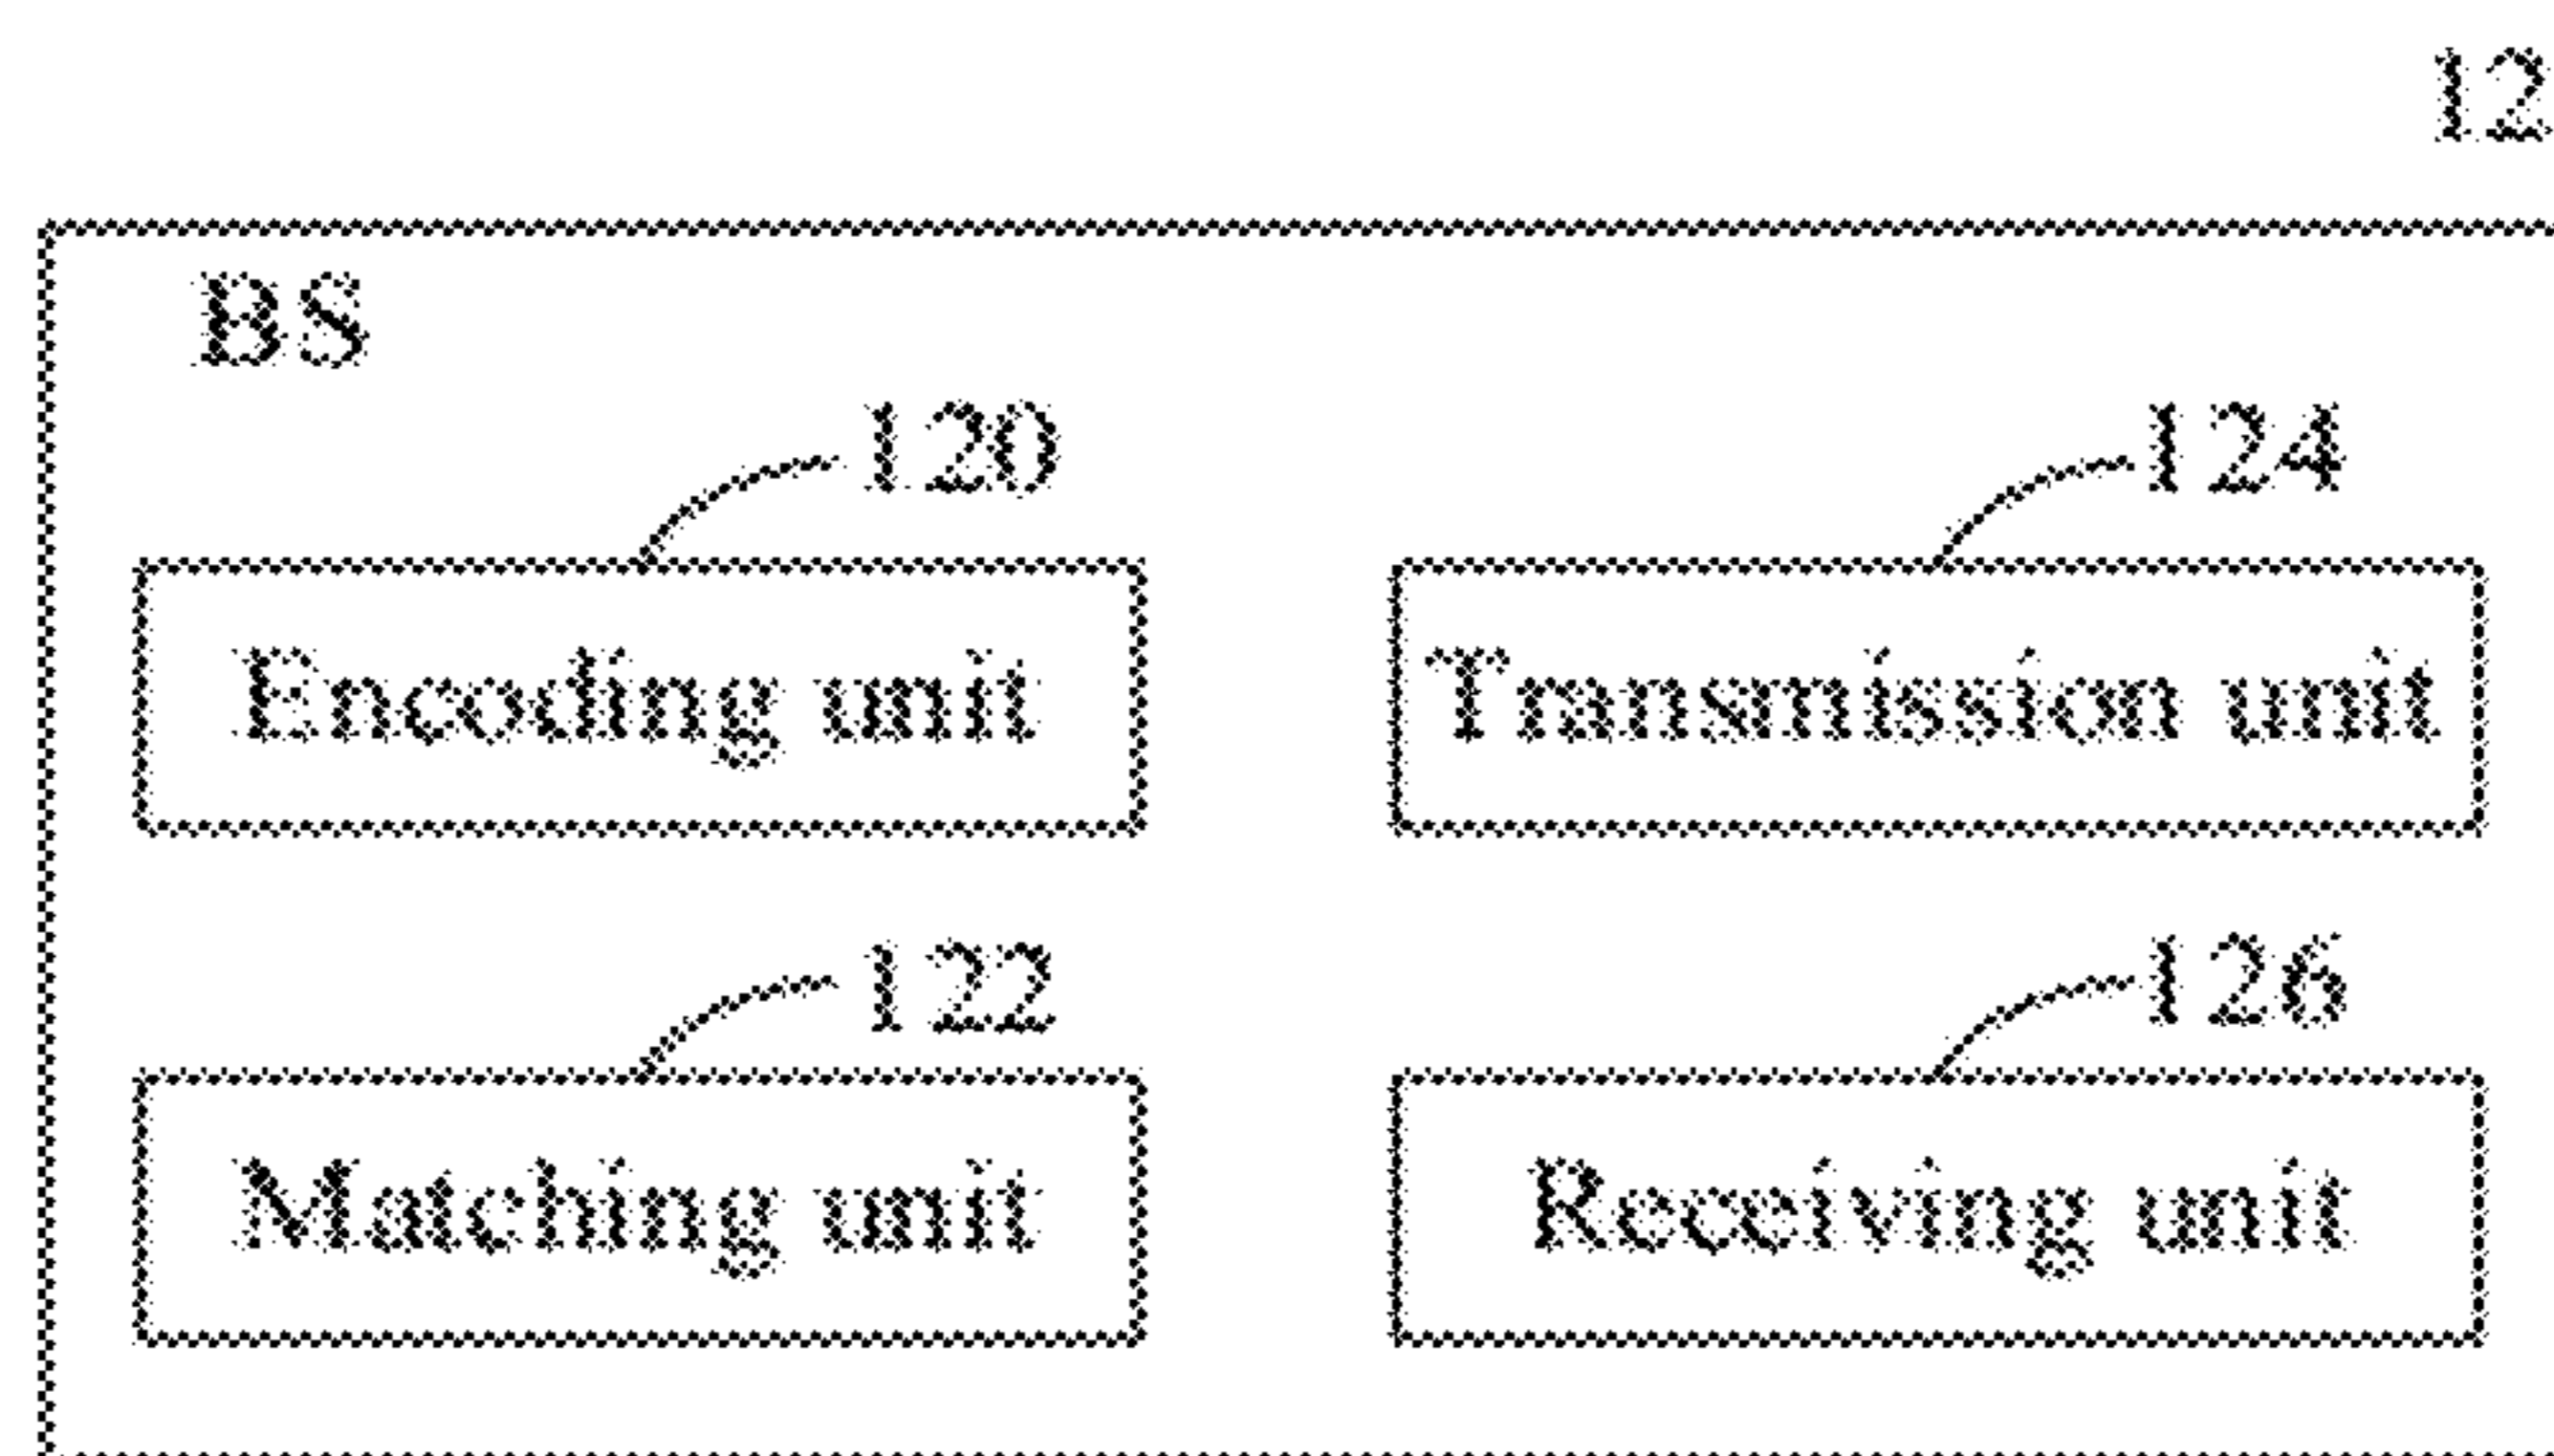 12
BS
120
124
Encoding unit
Transmission unit
122
126
Matching unit
Receiving unit